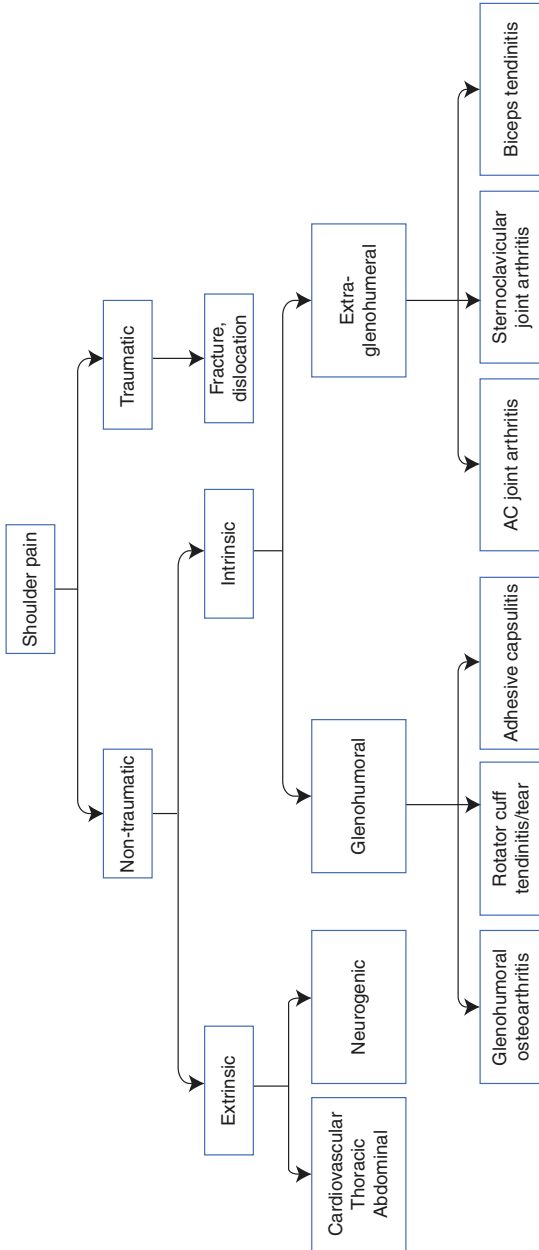 Shoulder pain
Non-traumatic
Traumatic
Extrinsic
Intrinsic
Fracture,
dislocation
Cardiovascular
Thoracic
Abdominal
Neurogenic
Glenohumoral
Extra-
glenohumeral
Glenohumoral
osteoarthritis
Rotator cuff
tendinitis/tear
Adhesive capsulitis
AC joint arthritis
Sternoclavicular
joint arthritis
Biceps tendinitis